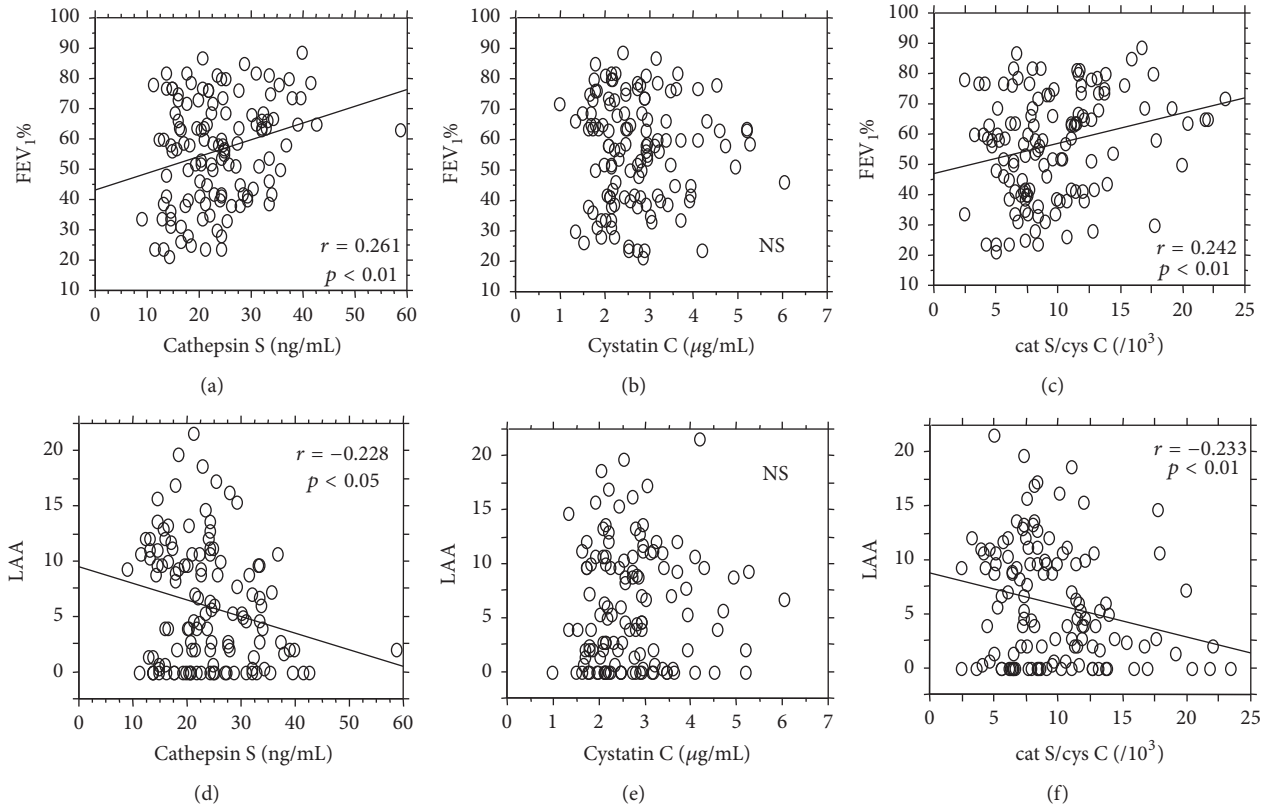 100
90
80
70
60
50
40
30
20
10
FEV1%
r = 0.261
p < 0.01
0 10 20 30 40 50 60
Cathepsin S (ng/mL)
(a)
100
90
80
70
60
50
40
30
20
10
FEV1%
NS
0 1 2 3 4 5 6 7
Cystatin C (μg/mL)
(b)
100
90
80
70
60
50
40
30
20
10
FEV1%
r = 0.242
p < 0.01
0 5 10 15 20 25
cat S/cys C (/10³)
(c)
20
15
10
5
0
LAA
r = −0.228
p < 0.05
0 10 20 30 40 50 60
Cathepsin S (ng/mL)
(d)
20
15
10
5
0
LAA
NS
0 1 2 3 4 5 6 7
Cystatin C (μg/mL)
(e)
20
15
10
5
0
LAA
r = −0.233
p < 0.01
0 5 10 15 20 25
cat S/cys C (/10³)
(f)